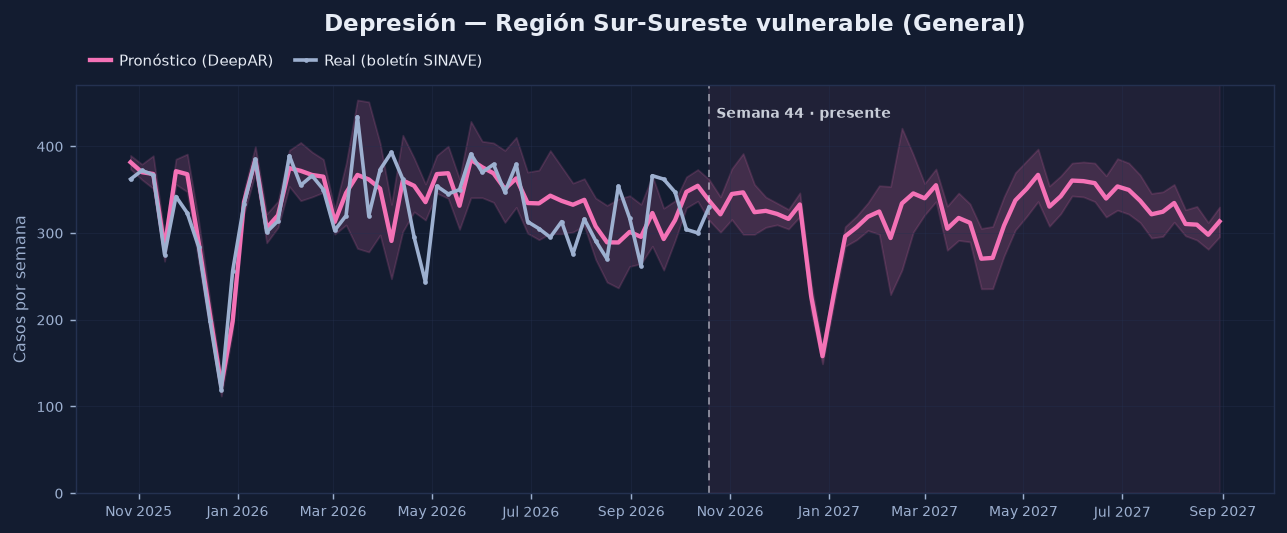 Depresión — Región Sur-Sureste vulnerable (General)
Pronóstico (DeepAR)
Real (boletín SINAVE)
Semana 44 · presente
Casos por semana
400
300
200
100
0
Nov 2025
Jan 2026
Mar 2026
May 2026
Jul 2026
Sep 2026
Nov 2026
Jan 2027
Mar 2027
May 2027
Jul 2027
Sep 2027